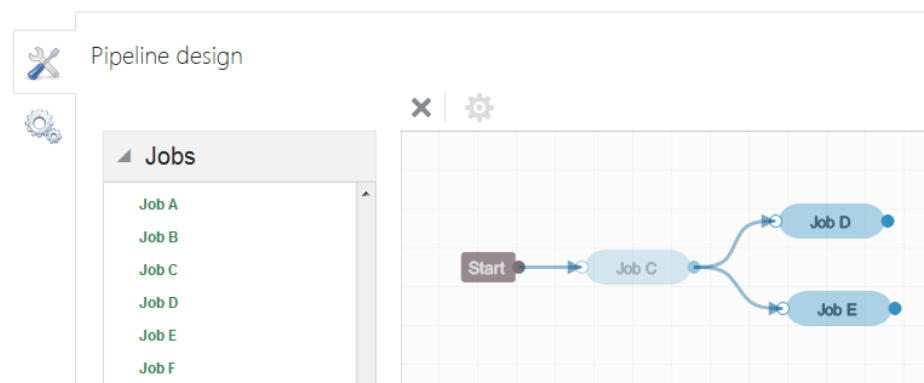 Pipeline design
Jobs
Job A
Job B
Job C
Job D
Job E
Job F
Start
Job C
Job D
Job E